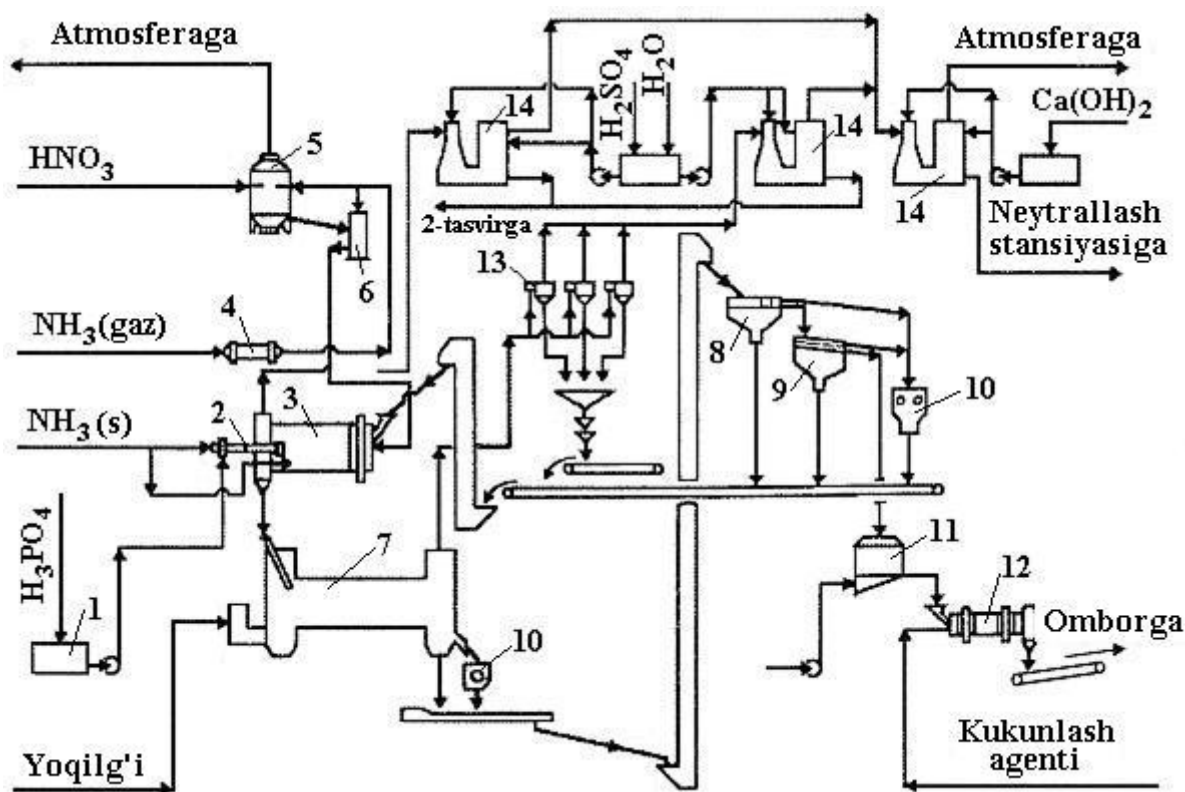 Atmosferaga
Atmosferaga
H₂SO₄
H₂O
Ca(OH)₂
14
14
14
5
HNO₃
2-tasvirga
Neytrallash
stansiyasiga
6
13
NH₃(gaz)
4
8
9
10
NH₃(s)
2
3
H₃PO₄
7
11
1
10
12
Omborga
Yoqilg'i
Kukunlash
agenti